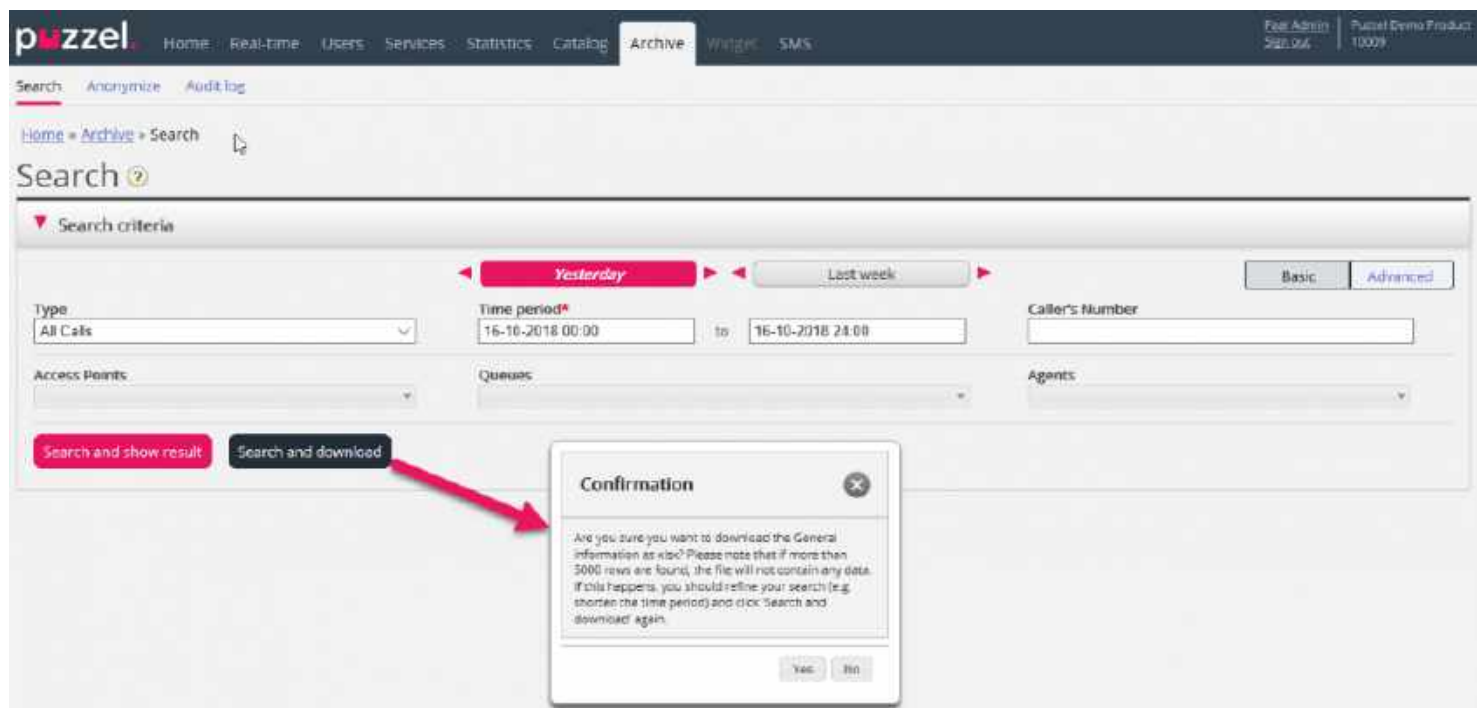 puzzel.
Home Real-time Users Services Statistics Catalog Archive Widget SMS
Paal Admin
Sign out
Puzzel Demo Product
10009
Search Anonymize Audit log
Home » Archive » Search
Search ?
Search criteria
Yesterday Last week Basic Advanced
Type Time period* Caller's Number
All Calls 16-10-2018 00:00 to 16-10-2018 24:00
Access Points Queues Agents
Search and show result Search and download
Confirmation
Are you sure you want to download the General
information as xlsx? Please note that if more than
5000 rows are found, the file will not contain any data.
If this happens, you should refine your search (e.g.
shorten the time period) and click 'Search and
download' again.
Yes No